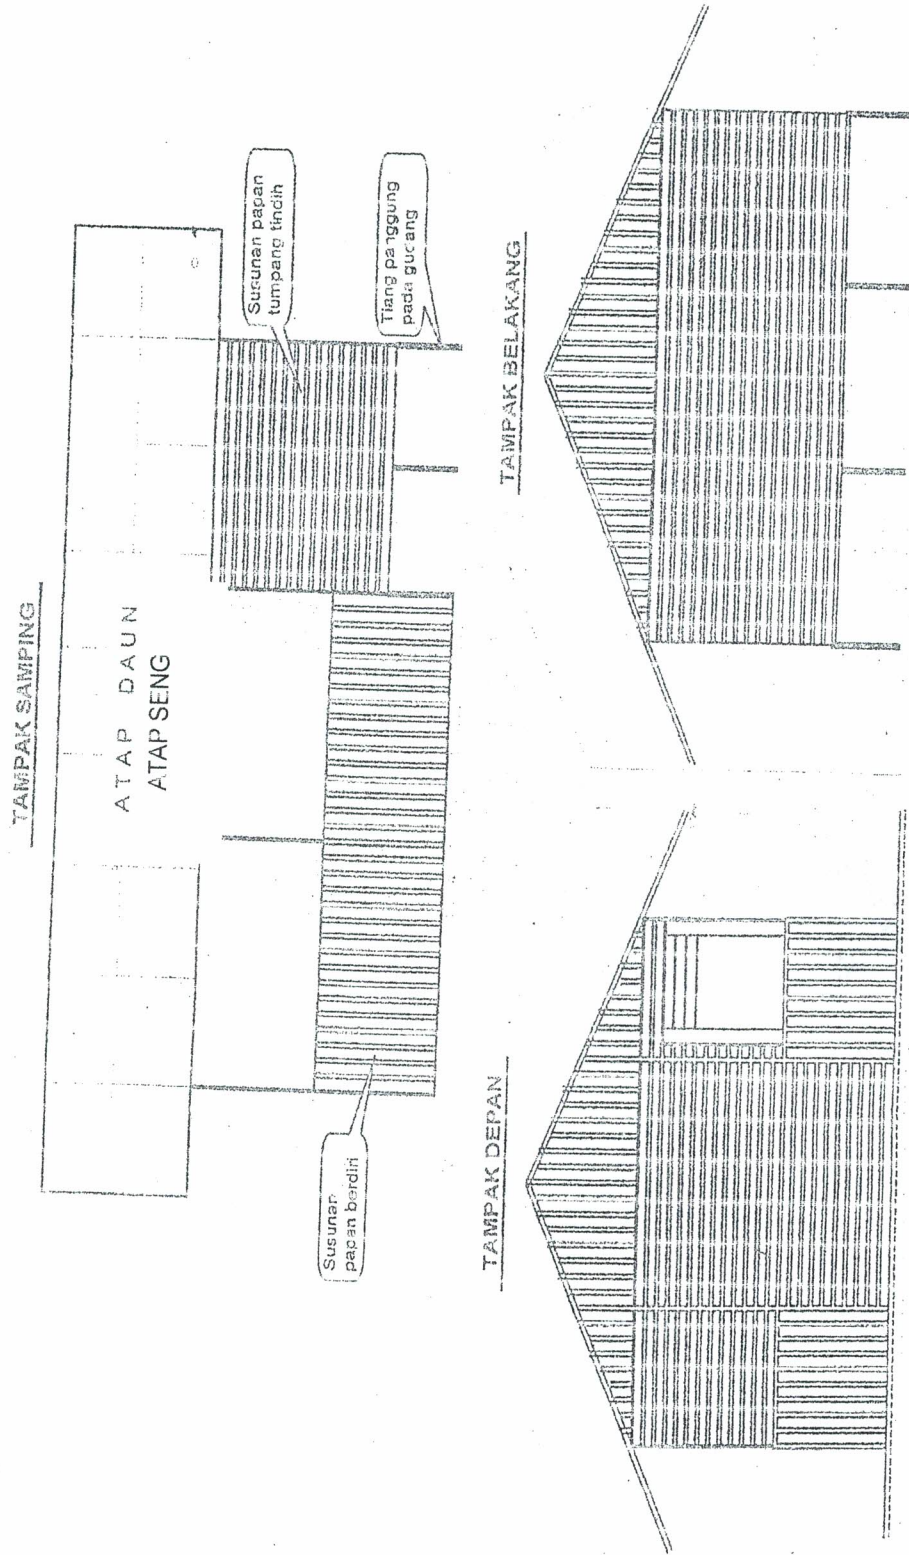 TAMPAK SAMPING
ATAP DAUN
ATAP SENG
Susunan papan
tumpang tindih
Tiang panggung
pada gudang
Susunan
papan berdiri
TAMPAK DEPAN
TAMPAK BELAKANG